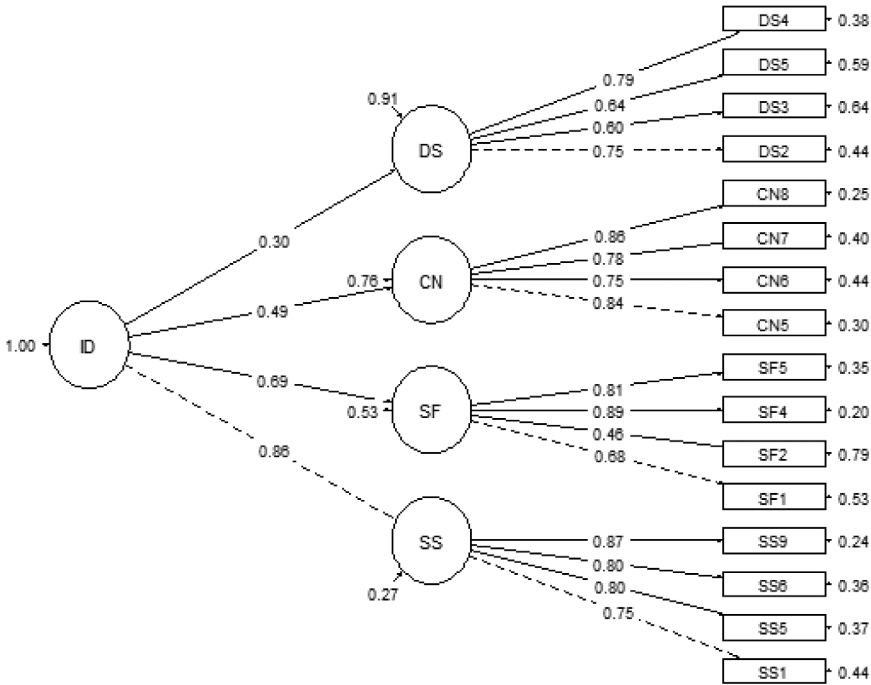 DS4 0.38
0.79
DS5 0.59
0.64
DS3 0.64
0.60
DS2 0.44
0.75
0.91
DS
CN8 0.25
0.86
CN7 0.40
0.78
CN6 0.44
0.75
CN5 0.30
0.84
0.30
0.76
CN
0.49
1.00
ID
SF5 0.35
0.81
SF4 0.20
0.89
SF2 0.79
0.46
SF1 0.53
0.68
0.69
0.53
SF
0.86
SS9 0.24
0.87
SS6 0.36
0.80
SS5 0.37
0.80
SS1 0.44
0.75
SS
0.27